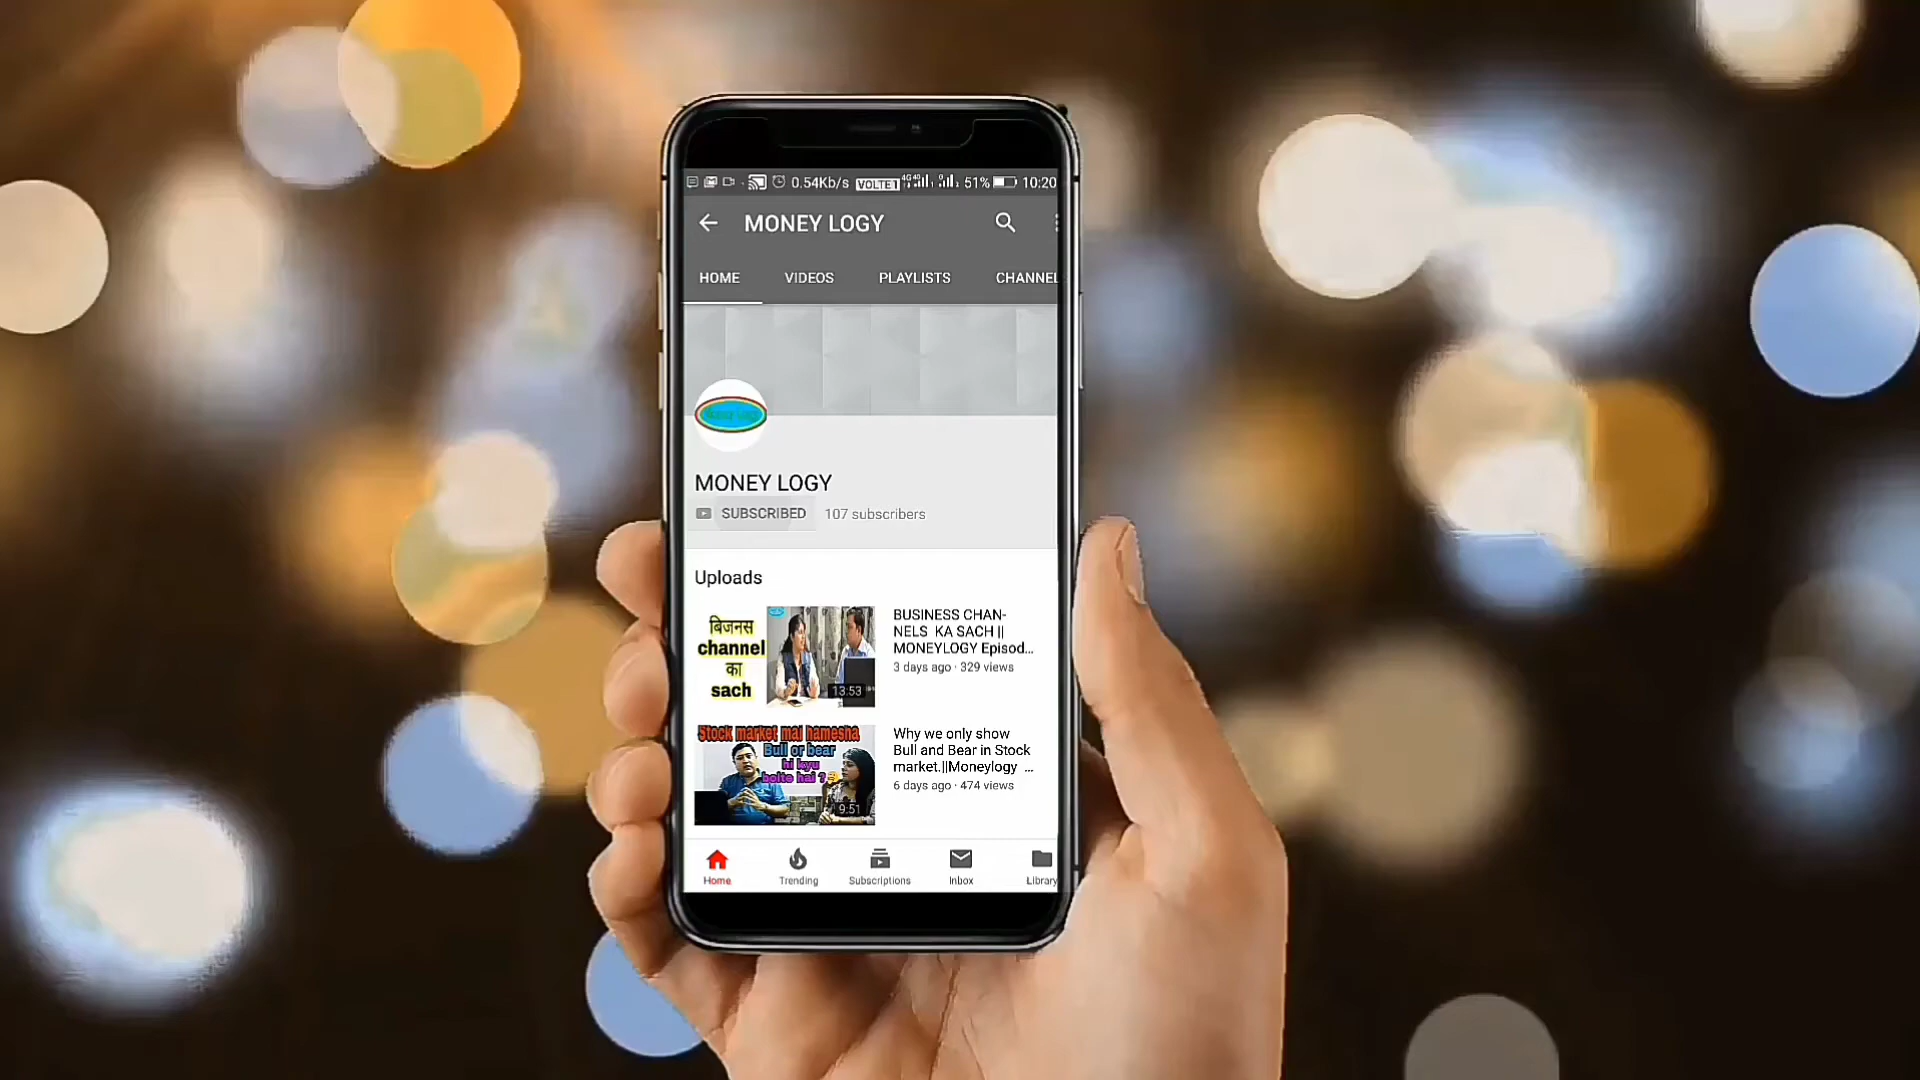 0.54Kb/s VOLTE 1 4G 4G 51% 10:20
MONEY LOGY
HOME VIDEOS PLAYLISTS CHANNEL
MONEY LOGY
SUBSCRIBED 107 subscribers
Uploads
बिजनस
channel
का
sach
13:53
BUSINESS CHAN-
NELS KA SACH ||
MONEYLOGY Episod...
3 days ago · 329 views
Stock market mai hamesha
Bull or bear
hi kyu
bolte hai ?
9:51
Why we only show
Bull and Bear in Stock
market.||Moneylogy ...
6 days ago · 474 views
Home Trending Subscriptions Inbox Library